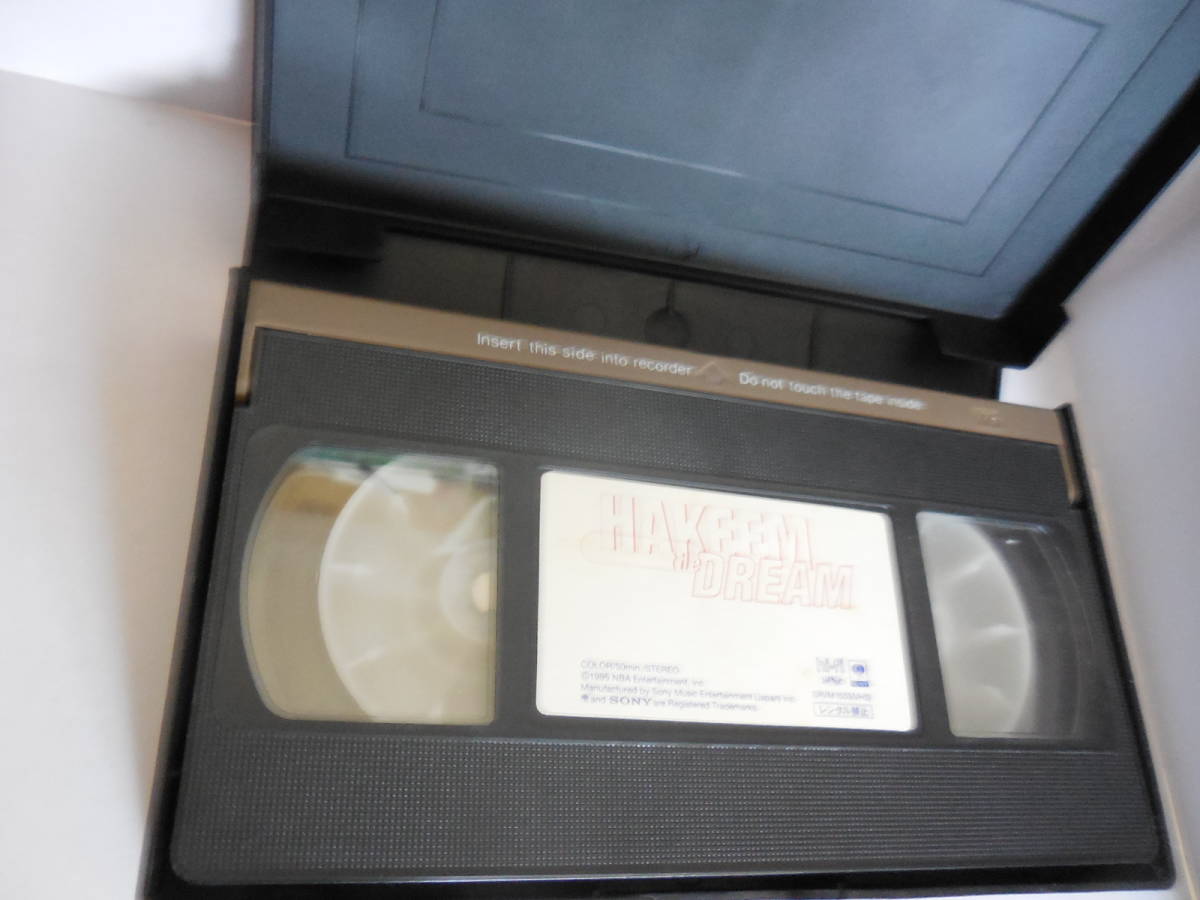 Insert this side into recorder
Do not touch the tape inside
HAKEEM
the DREAM
COLOR/50min./STEREO
©1995 NBA Entertainment, Inc.
Manufactured by Sony Music Entertainment (Japan) Inc.
and SONY are Registered Trademarks.
hi-fi
レンタル禁止